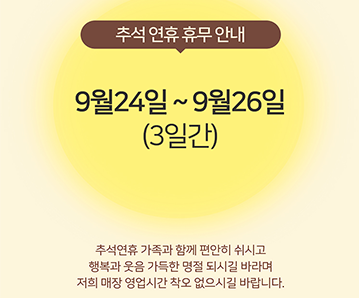 추석 연휴 휴무 안내
9월24일 ~ 9월26일
(3일간)
추석연휴 가족과 함께 편안히 쉬시고
행복과 웃음 가득한 명절 되시길 바라며
저희 매장 영업시간 착오 없으시길 바랍니다.